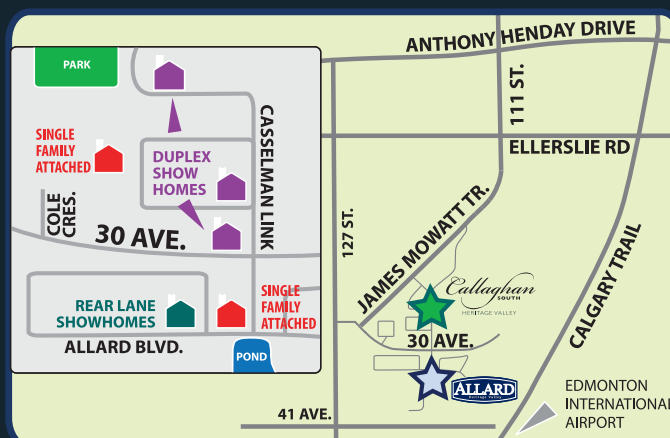 PARK
SINGLE
FAMILY
ATTACHED
DUPLEX
SHOW
HOMES
CASSELMAN LINK
COLE
CRES.
30 AVE.
REAR LANE
SHOWHOMES
SINGLE
FAMILY
ATTACHED
ALLARD BLVD.
POND
ANTHONY HENDAY DRIVE
111 ST.
ELLERSLIE RD
127 ST.
JAMES MOWATT TR.
CALGARY TRAIL
Callaghan
SOUTH
HERITAGE VALLEY
30 AVE.
ALLARD
Heritage Valley
41 AVE.
EDMONTON
INTERNATIONAL
AIRPORT